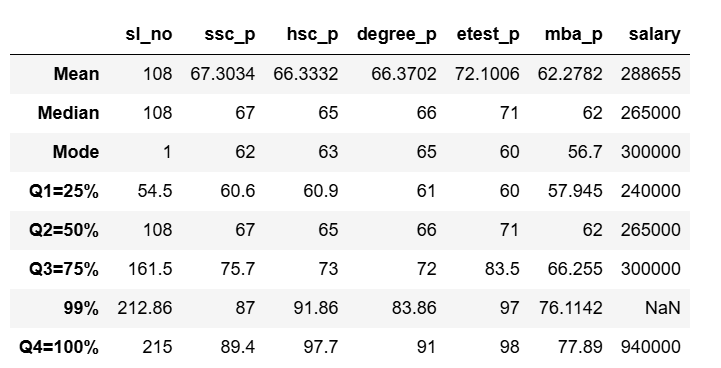 sl_no ssc_p hsc_p degree_p etest_p mba_p salary
Mean 108 67.3034 66.3332 66.3702 72.1006 62.2782 288655
Median 108 67 65 66 71 62 265000
Mode 1 62 63 65 60 56.7 300000
Q1=25% 54.5 60.6 60.9 61 60 57.945 240000
Q2=50% 108 67 65 66 71 62 265000
Q3=75% 161.5 75.7 73 72 83.5 66.255 300000
99% 212.86 87 91.86 83.86 97 76.1142 NaN
Q4=100% 215 89.4 97.7 91 98 77.89 940000